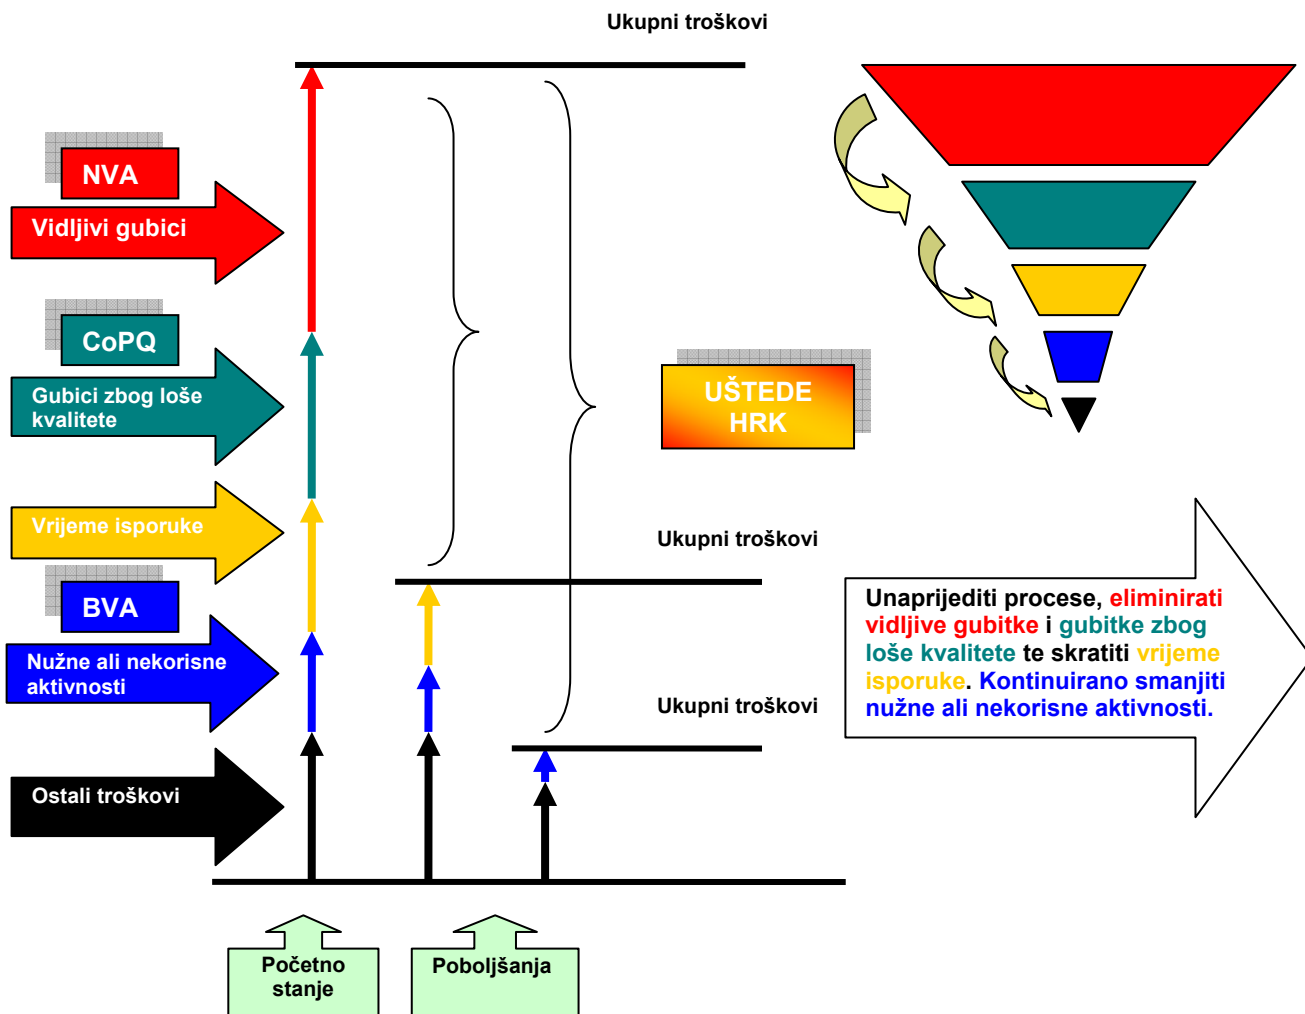 Ukupni troškovi
NVA
Vidljivi gubici
CoPQ
Gubici zbog loše
kvalitete
UŠTEDE
HRK
Vrijeme isporuke
Ukupni troškovi
BVA
Nužne ali nekorisne
aktivnosti
Unaprijediti procese, eliminirati
vidljive gubitke i gubitke zbog
loše kvalitete te skratiti vrijeme
isporuke. Kontinuirano smanjiti
nužne ali nekorisne aktivnosti.
Ukupni troškovi
Ostali troškovi
Početno
stanje
Poboljšanja